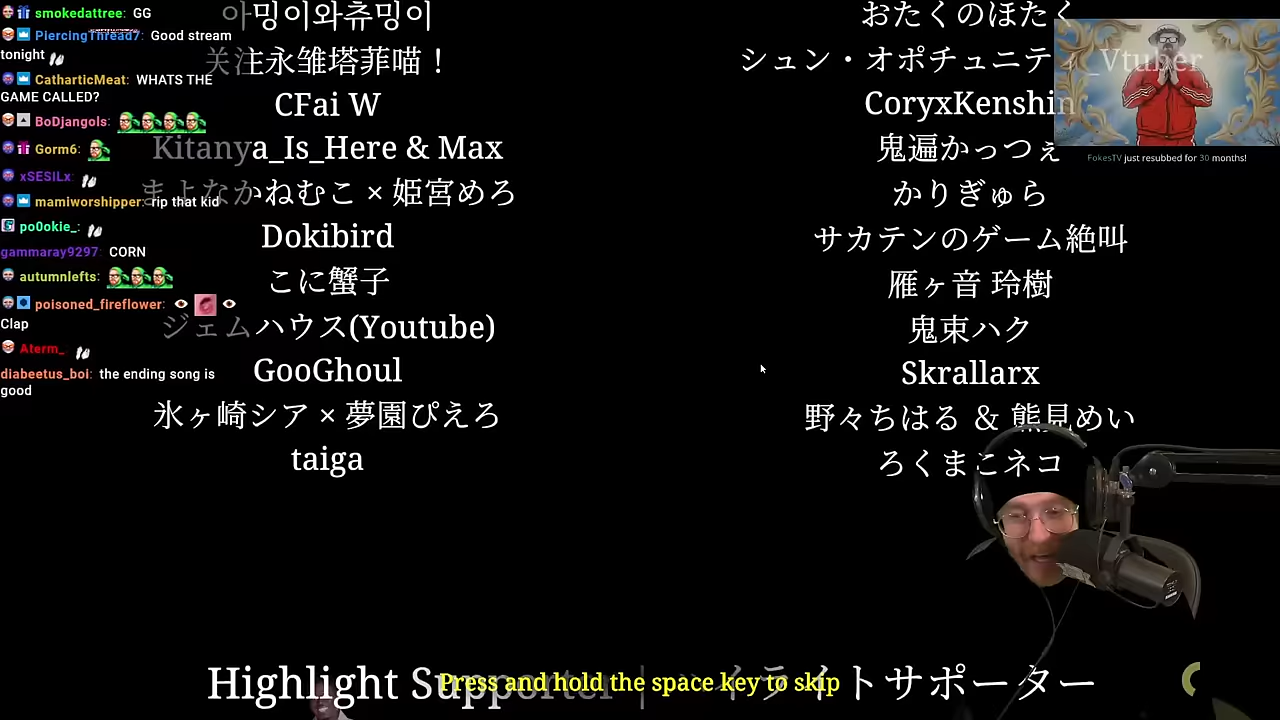 smokedattree: GG
PiercingThread7: Good stream
tonight
CatharticMeat: WHATS THE
GAME CALLED?
BoDjangols:
Gorm6:
xSESILx:
mamiworshipper: rip that kid
po0okie_:
gammaray9297: CORN
autumnlefts:
poisoned_fireflower:
Clap
Aterm_:
diabeetus_boi: the ending song is
good
아밍이와츄밍이
关注永雏塔菲喵！
CFai W
Kitanya_Is_Here & Max
まよなかねむこ × 姫宮めろ
Dokibird
こに蟹子
ジェムハウス(Youtube)
GooGhoul
氷ヶ崎シア × 夢園ぴえろ
taiga
おたくのほたく
シュン・オポチュニティ
_Vtuber
CoryxKenshin
鬼遍かっつぇ
かりぎゅら
サカテンのゲーム絶叫
雁ヶ音 玲樹
鬼束ハク
Skrallarx
野々ちはる ＆ 熊見めい
ろくまこネコ
FokesTV just resubbed for 30 months!
Highlight Supporter | ハイライトサポーター
Press and hold the space key to skip